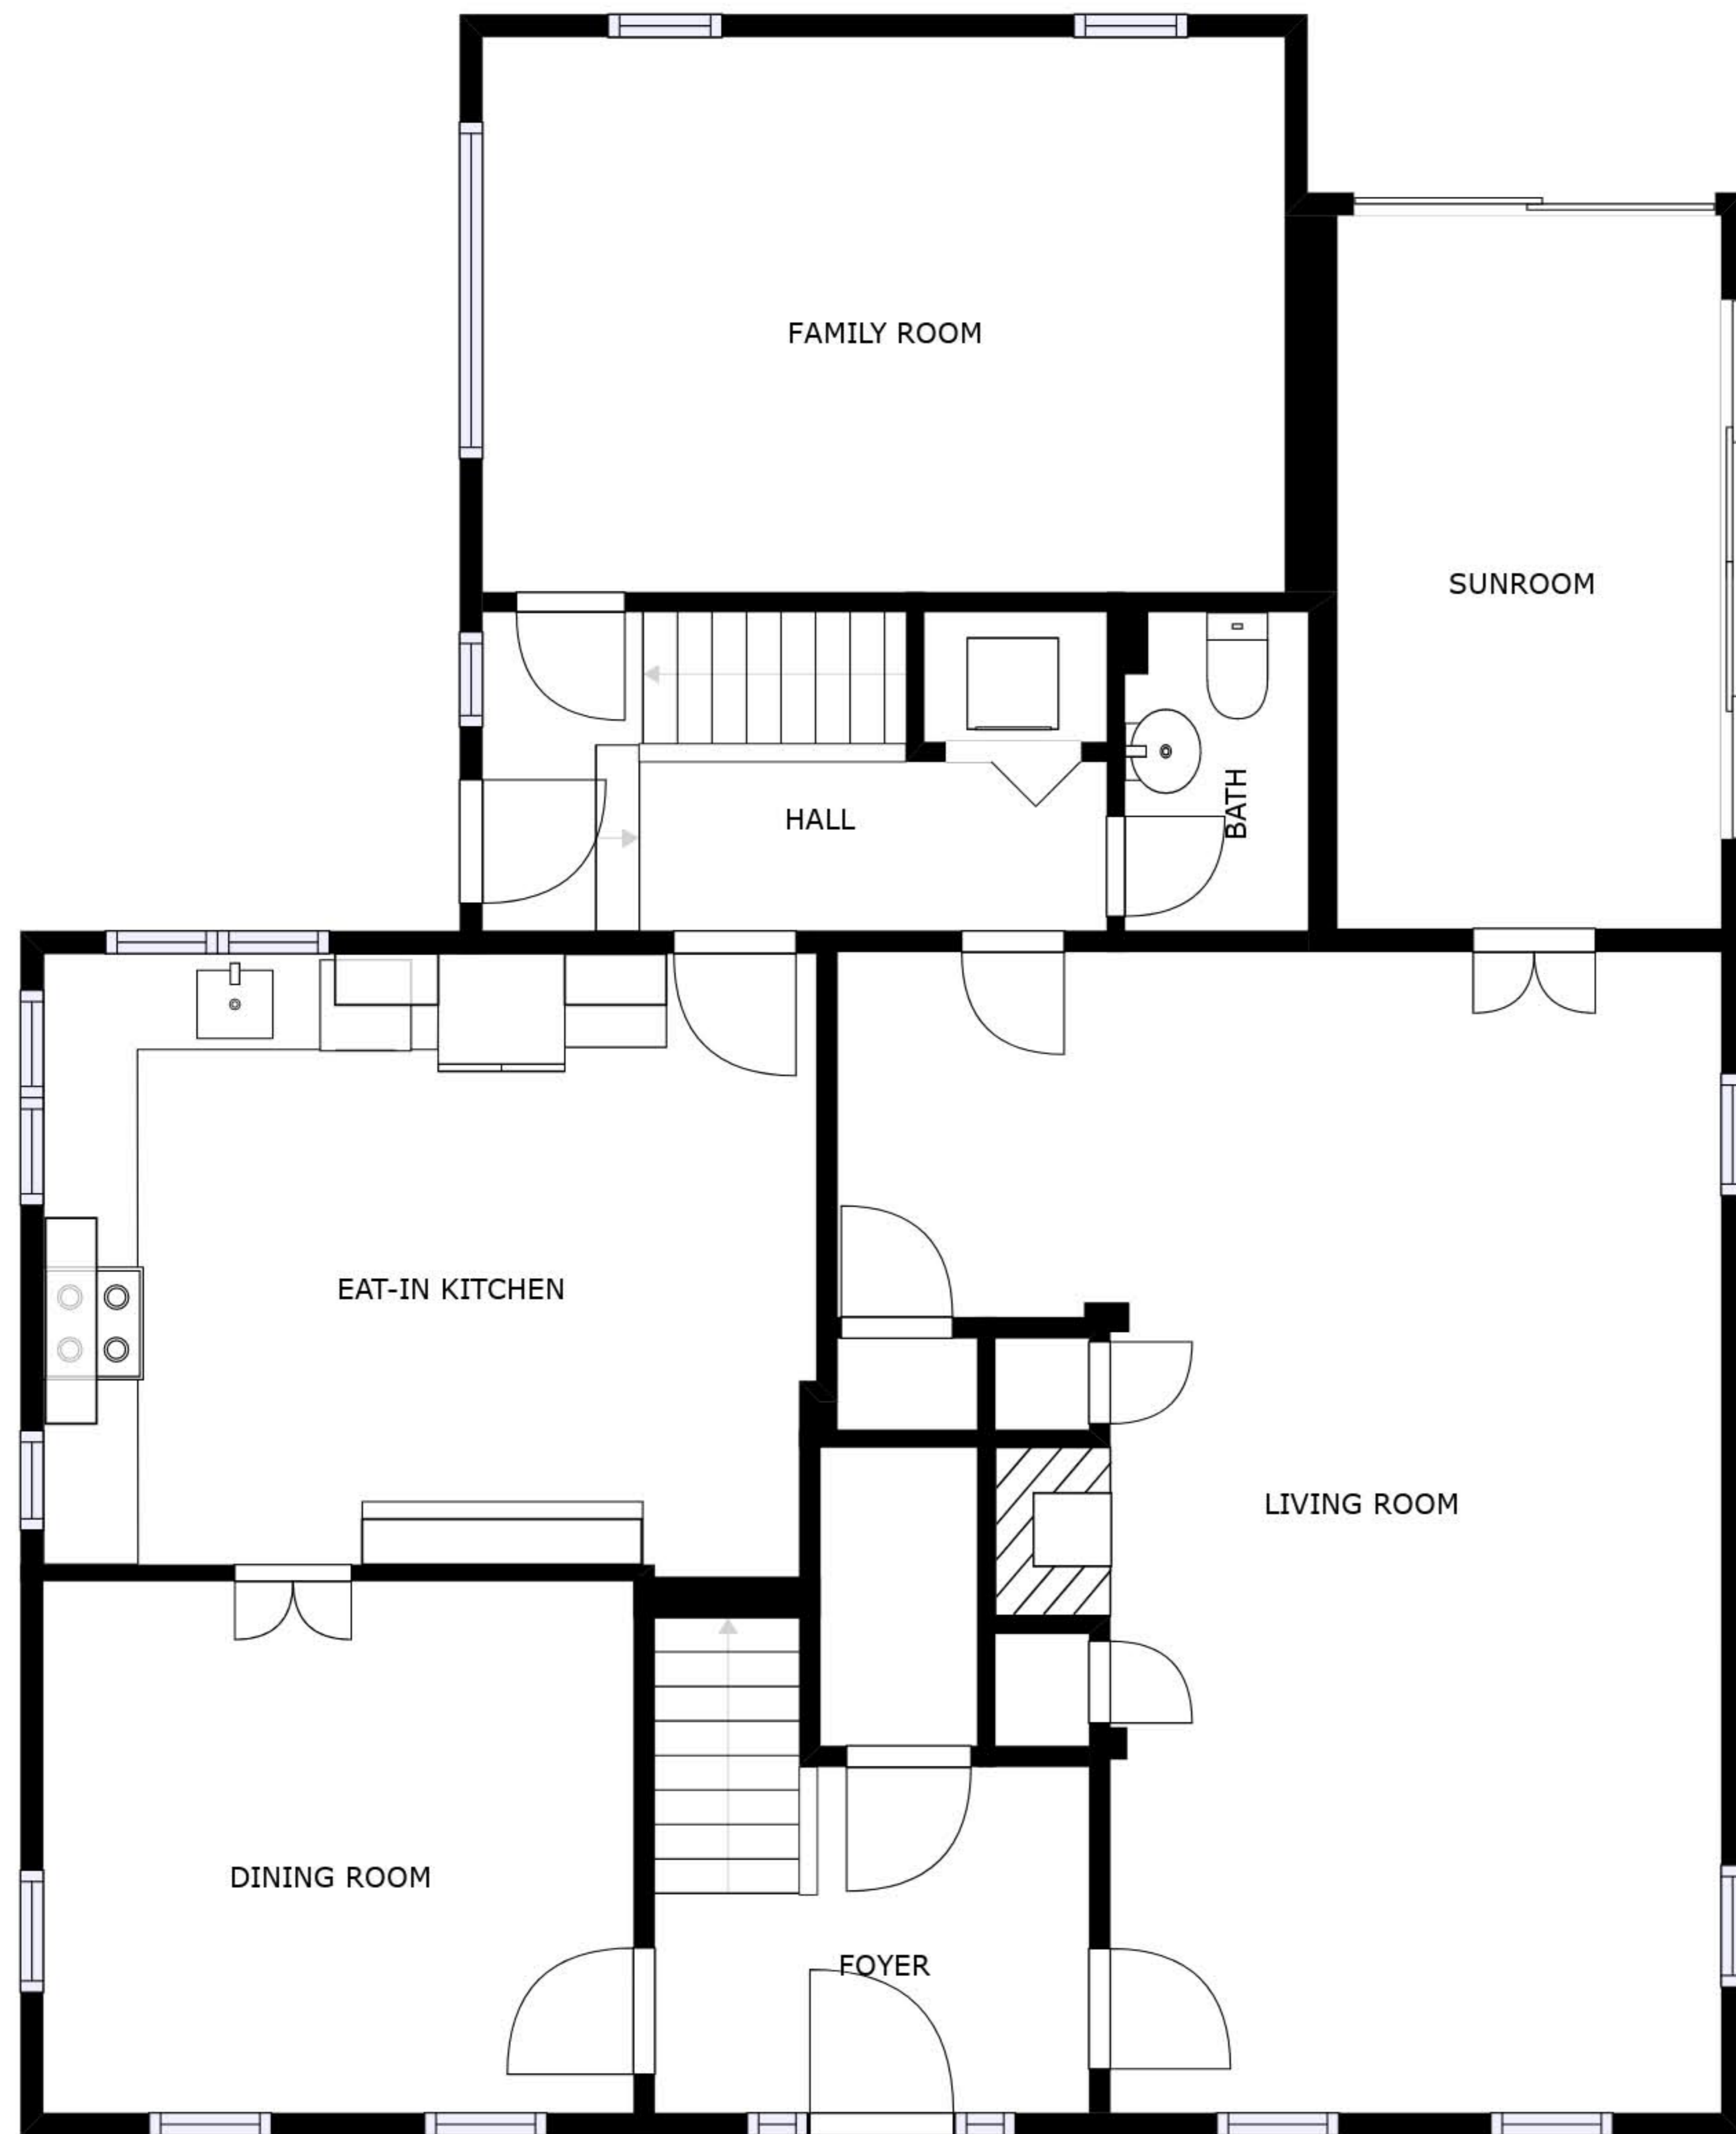 FAMILY ROOM
SUNROOM
HALL
BATH
EAT-IN KITCHEN
LIVING ROOM
DINING ROOM
FOYER